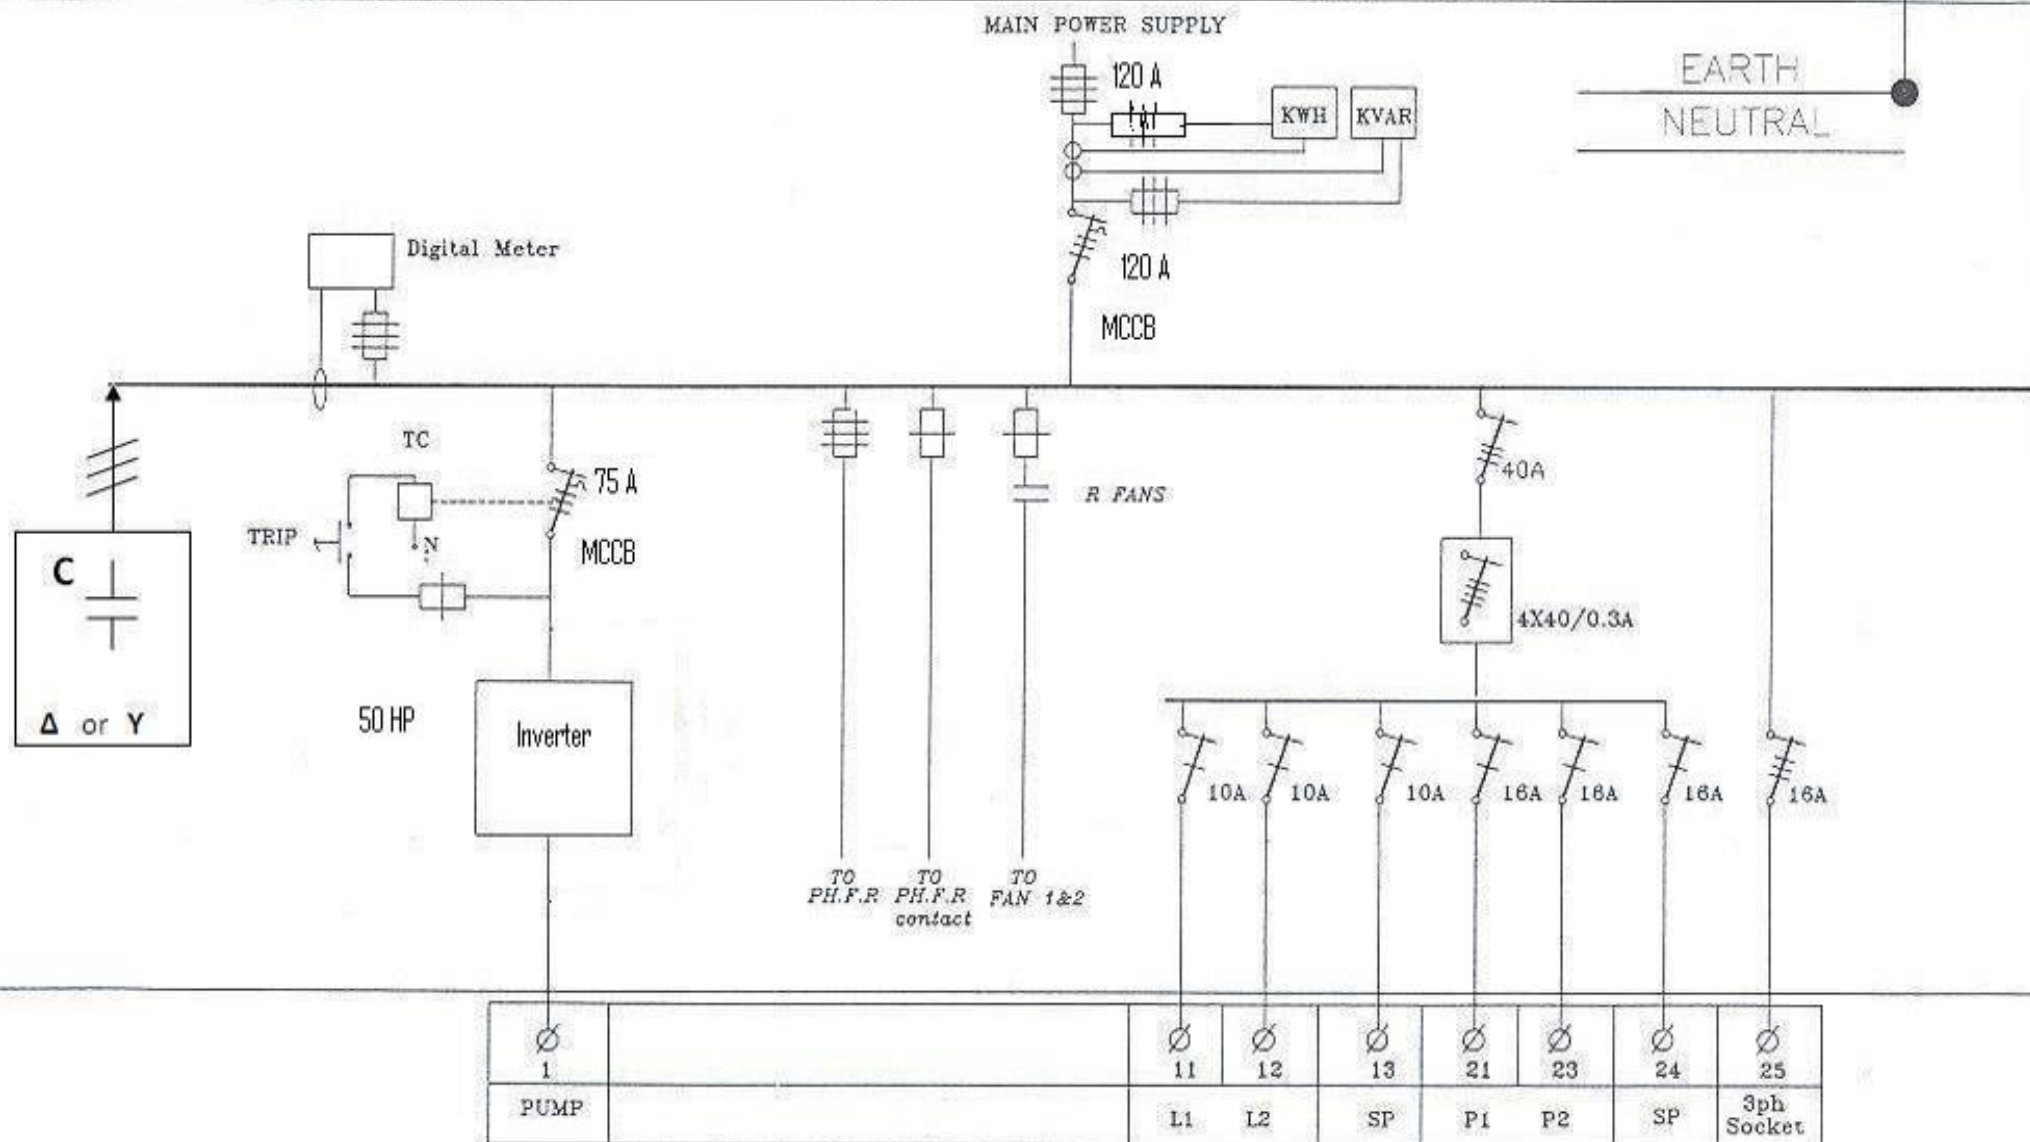 MAIN POWER SUPPLY
120 A
KWH
KVAR
EARTH
NEUTRAL
120 A
MCCB
Digital Meter
TC
75 A
TRIP
N
MCCB
R FANS
40A
C
4X40/0.3A
Δ or Y
50 HP
Inverter
10A
10A
10A
16A
16A
16A
16A
TO
PH.F.R
TO
PH.F.R
contact
TO
FAN 1&2
1
11
12
13
21
23
24
25
PUMP
L1
L2
SP
P1
P2
SP
3ph
Socket